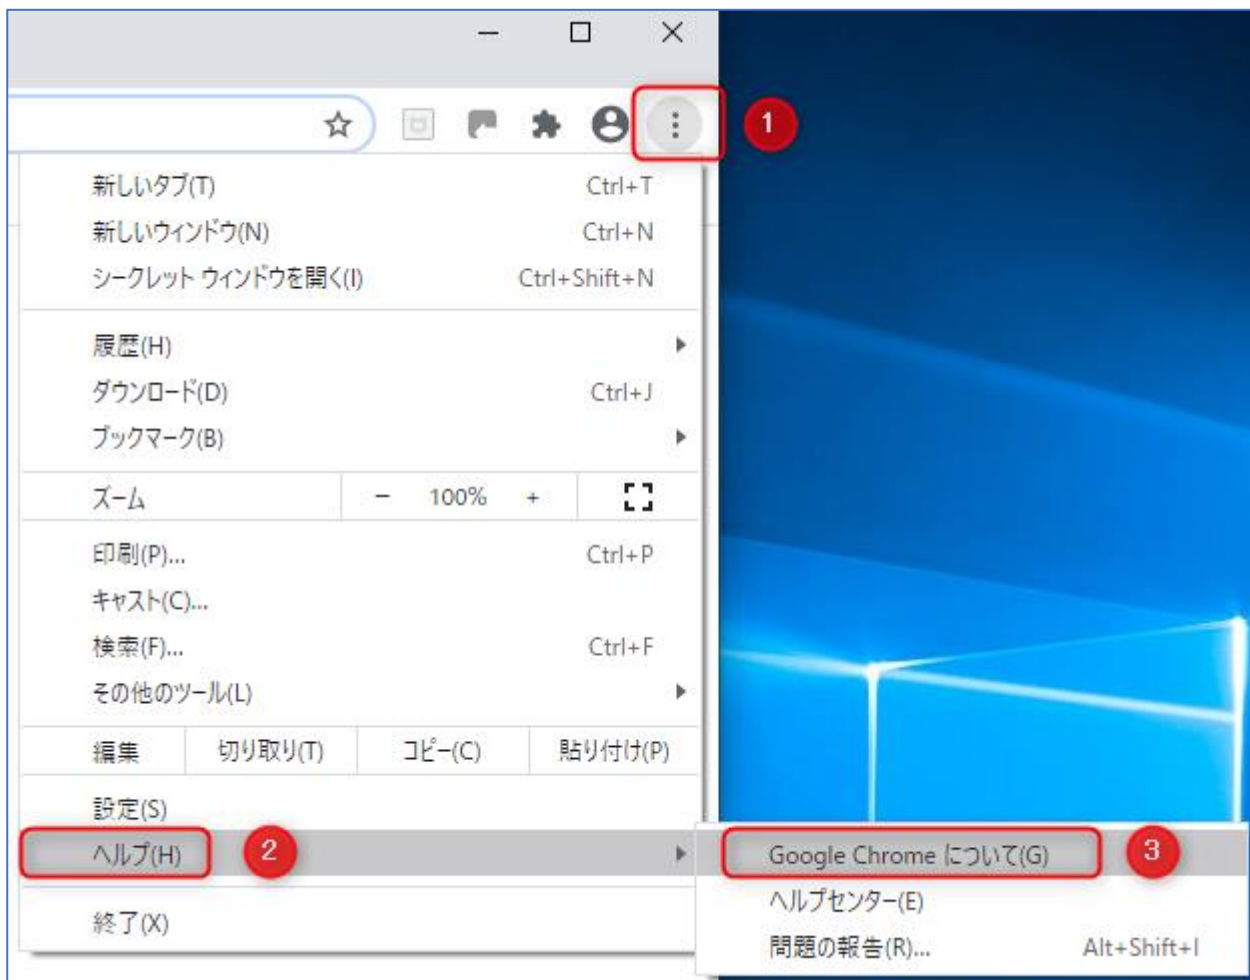 1
新しいタブ(T) Ctrl+T
新しいウィンドウ(N) Ctrl+N
シークレット ウィンドウを開く(I) Ctrl+Shift+N
履歴(H)
ダウンロード(D) Ctrl+J
ブックマーク(B)
ズーム - 100% +
印刷(P)... Ctrl+P
キャスト(C)...
検索(F)... Ctrl+F
その他のツール(L)
編集 切り取り(T) コピー(C) 貼り付け(P)
設定(S)
ヘルプ(H) 2
Google Chrome について(G) 3
ヘルプセンター(E)
問題の報告(R)... Alt+Shift+I
終了(X)